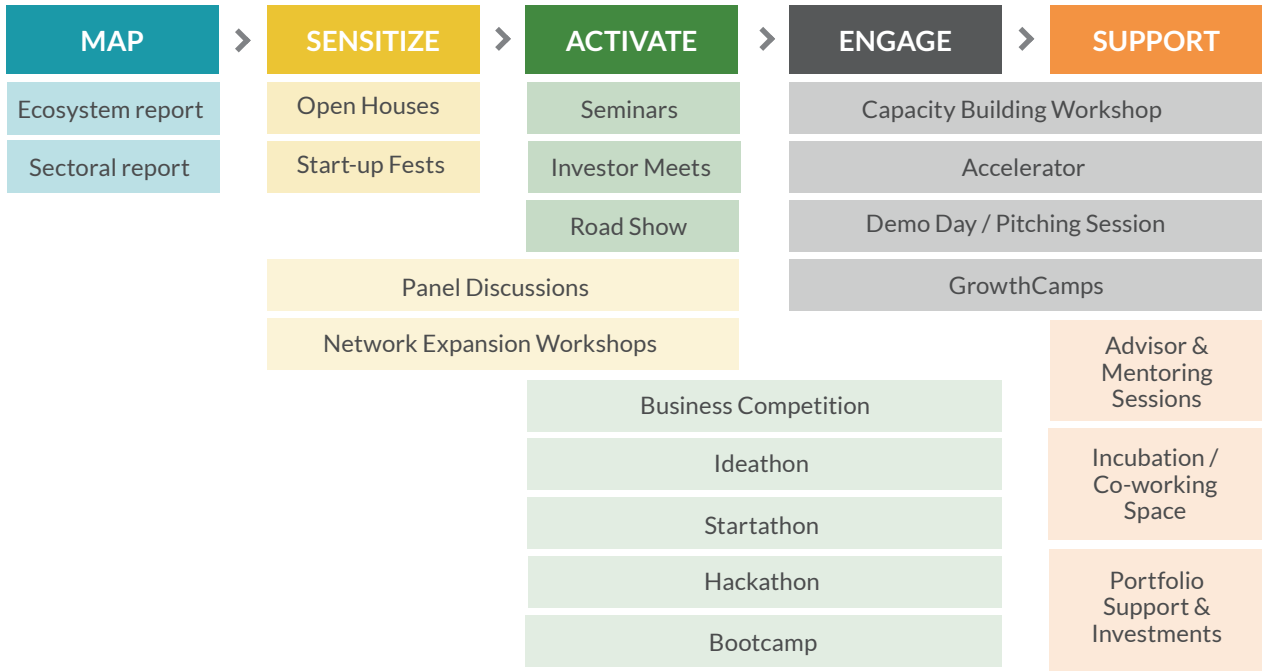 MAP
SENSITIZE
ACTIVATE
ENGAGE
SUPPORT
Ecosystem report
Sectoral report
Open Houses
Start-up Fests
Seminars
Investor Meets
Road Show
Panel Discussions
Network Expansion Workshops
Business Competition
Ideathon
Startathon
Hackathon
Bootcamp
Capacity Building Workshop
Accelerator
Demo Day / Pitching Session
GrowthCamps
Advisor &
Mentoring
Sessions
Incubation /
Co-working
Space
Portfolio
Support &
Investments